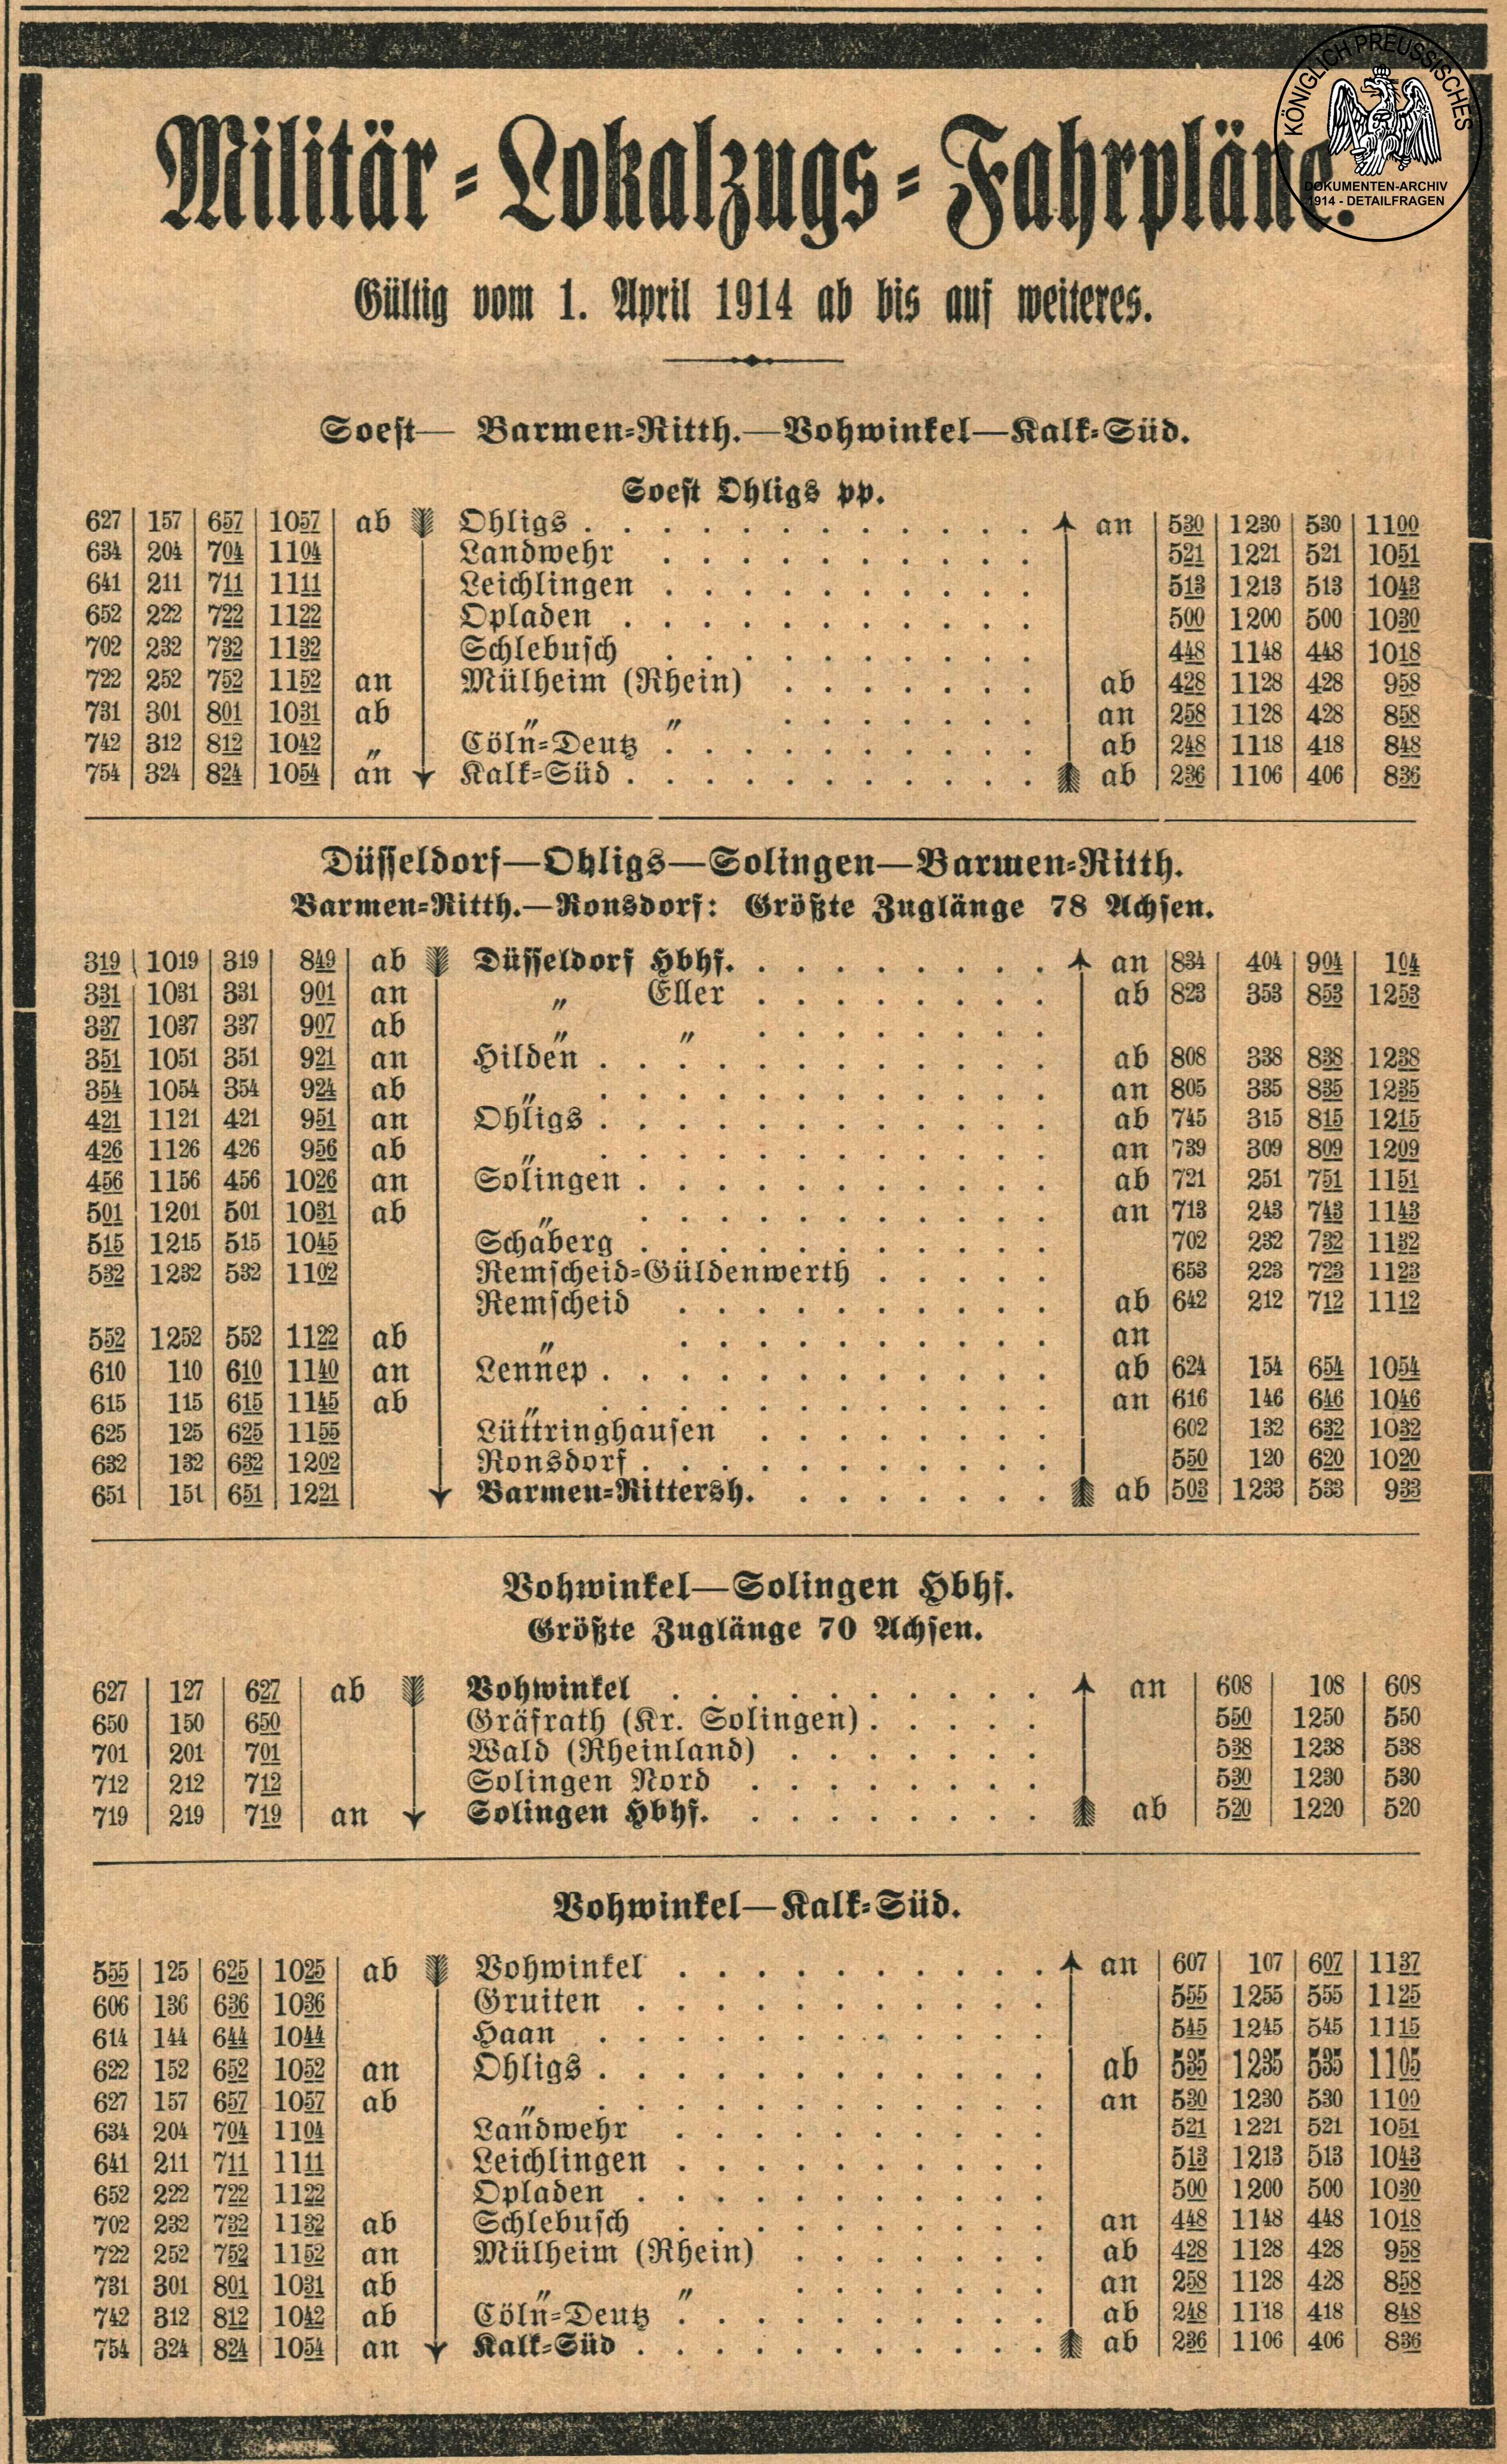 KÖNIGLICH PREUSSISCHES
DOKUMENTEN-ARCHIV
1914 - DETAILFRAGEN
Militär-Lokalzugs-Fahrpläne.
Gültig vom 1. April 1914 ab bis auf weiteres.
Soest— Barmen-Ritth.—Vohwinkel—Kalk-Süd.
Soest Ohligs pp.
627 | 157 | 657 | 1057 | ab Ohligs . . . . . . . . . . . . an | 530 | 1230 | 530 | 1100
634 | 204 | 704 | 1104 | Landwehr . . . . . . . . . . | 521 | 1221 | 521 | 1051
641 | 211 | 711 | 1111 | Leichlingen . . . . . . . . . . | 513 | 1213 | 513 | 1043
652 | 222 | 722 | 1122 | Opladen . . . . . . . . . . . | 500 | 1200 | 500 | 1030
702 | 232 | 732 | 1132 | Schlebusch . . . . . . . . . . | 448 | 1148 | 448 | 1018
722 | 252 | 752 | 1152 | an Mülheim (Rhein) . . . . . . . ab | 428 | 1128 | 428 | 958
731 | 301 | 801 | 1031 | ab „ „ . . . . . . . an | 258 | 1128 | 428 | 858
742 | 312 | 812 | 1042 | „ Cöln-Deutz . . . . . . . . . . ab | 248 | 1118 | 418 | 848
754 | 324 | 824 | 1054 | an Kalk-Süd . . . . . . . . . . . ab | 236 | 1106 | 406 | 836
Düsseldorf—Ohligs—Solingen—Barmen-Ritth.
Barmen-Ritth.—Ronsdorf: Größte Zuglänge 78 Achsen.
319 | 1019 | 319 | 849 | ab Düsseldorf Hbhf. . . . . . . . . an | 834 | 404 | 904 | 104
331 | 1031 | 331 | 901 | an „ Eller . . . . . . . . ab | 823 | 353 | 853 | 1253
337 | 1037 | 337 | 907 | ab „ „ . . . . . . . .
351 | 1051 | 351 | 921 | an Hilden . . . . . . . . . . . . ab | 808 | 338 | 838 | 1238
354 | 1054 | 354 | 924 | ab „ . . . . . . . . . . . . an | 805 | 335 | 835 | 1235
421 | 1121 | 421 | 951 | an Ohligs . . . . . . . . . . . . ab | 745 | 315 | 815 | 1215
426 | 1126 | 426 | 956 | ab „ . . . . . . . . . . . . an | 739 | 309 | 809 | 1209
456 | 1156 | 456 | 1026 | an Solingen . . . . . . . . . . . ab | 721 | 251 | 751 | 1151
501 | 1201 | 501 | 1031 | ab „ . . . . . . . . . . . an | 713 | 243 | 743 | 1143
515 | 1215 | 515 | 1045 | Schaberg . . . . . . . . . . . | 702 | 232 | 732 | 1132
532 | 1232 | 532 | 1102 | Remscheid-Güldenwerth . . . . . | 653 | 223 | 723 | 1123
Remscheid . . . . . . . . . . ab | 642 | 212 | 712 | 1112
552 | 1252 | 552 | 1122 | ab „ . . . . . . . . . . an
610 | 110 | 610 | 1140 | an Lennep . . . . . . . . . . . . ab | 624 | 154 | 654 | 1054
615 | 115 | 615 | 1145 | ab „ . . . . . . . . . . . . an | 616 | 146 | 646 | 1046
625 | 125 | 625 | 1155 | Lüttringhausen . . . . . . . . | 602 | 132 | 632 | 1032
632 | 132 | 632 | 1202 | Ronsdorf . . . . . . . . . . . | 550 | 120 | 620 | 1020
651 | 151 | 651 | 1221 | Barmen-Rittersh. . . . . . . . ab | 503 | 1233 | 533 | 933
Vohwinkel—Solingen Hbhf.
Größte Zuglänge 70 Achsen.
627 | 127 | 627 | ab Vohwinkel . . . . . . . . . . an | 608 | 108 | 608
650 | 150 | 650 Gräfrath (Kr. Solingen) . . . . . | 550 | 1250 | 550
701 | 201 | 701 Wald (Rheinland) . . . . . . . | 538 | 1238 | 538
712 | 212 | 712 Solingen Nord . . . . . . . . | 530 | 1230 | 530
719 | 219 | 719 | an Solingen Hbhf. . . . . . . . . ab | 520 | 1220 | 520
Vohwinkel—Kalk-Süd.
555 | 125 | 625 | 1025 | ab Vohwinkel . . . . . . . . . . an | 607 | 107 | 607 | 1137
606 | 136 | 636 | 1036 Gruiten . . . . . . . . . . . | 555 | 1255 | 555 | 1125
614 | 144 | 644 | 1044 Haan . . . . . . . . . . . . | 545 | 1245 | 545 | 1115
622 | 152 | 652 | 1052 | an Ohligs . . . . . . . . . . . . ab | 535 | 1235 | 535 | 1105
627 | 157 | 657 | 1057 | ab „ . . . . . . . . . . . . an | 530 | 1230 | 530 | 1100
634 | 204 | 704 | 1104 Landwehr . . . . . . . . . . | 521 | 1221 | 521 | 1051
641 | 211 | 711 | 1111 Leichlingen . . . . . . . . . . | 513 | 1213 | 513 | 1043
652 | 222 | 722 | 1122 Opladen . . . . . . . . . . . | 500 | 1200 | 500 | 1030
702 | 232 | 732 | 1132 | ab Schlebusch . . . . . . . . . . an | 448 | 1148 | 448 | 1018
722 | 252 | 752 | 1152 | an Mülheim (Rhein) . . . . . . . ab | 428 | 1128 | 428 | 958
731 | 301 | 801 | 1031 | ab „ „ . . . . . . . an | 258 | 1128 | 428 | 858
742 | 312 | 812 | 1042 | ab Cöln-Deutz . . . . . . . . . . ab | 248 | 1118 | 418 | 848
754 | 324 | 824 | 1054 | an Kalk-Süd . . . . . . . . . . . ab | 236 | 1106 | 406 | 836